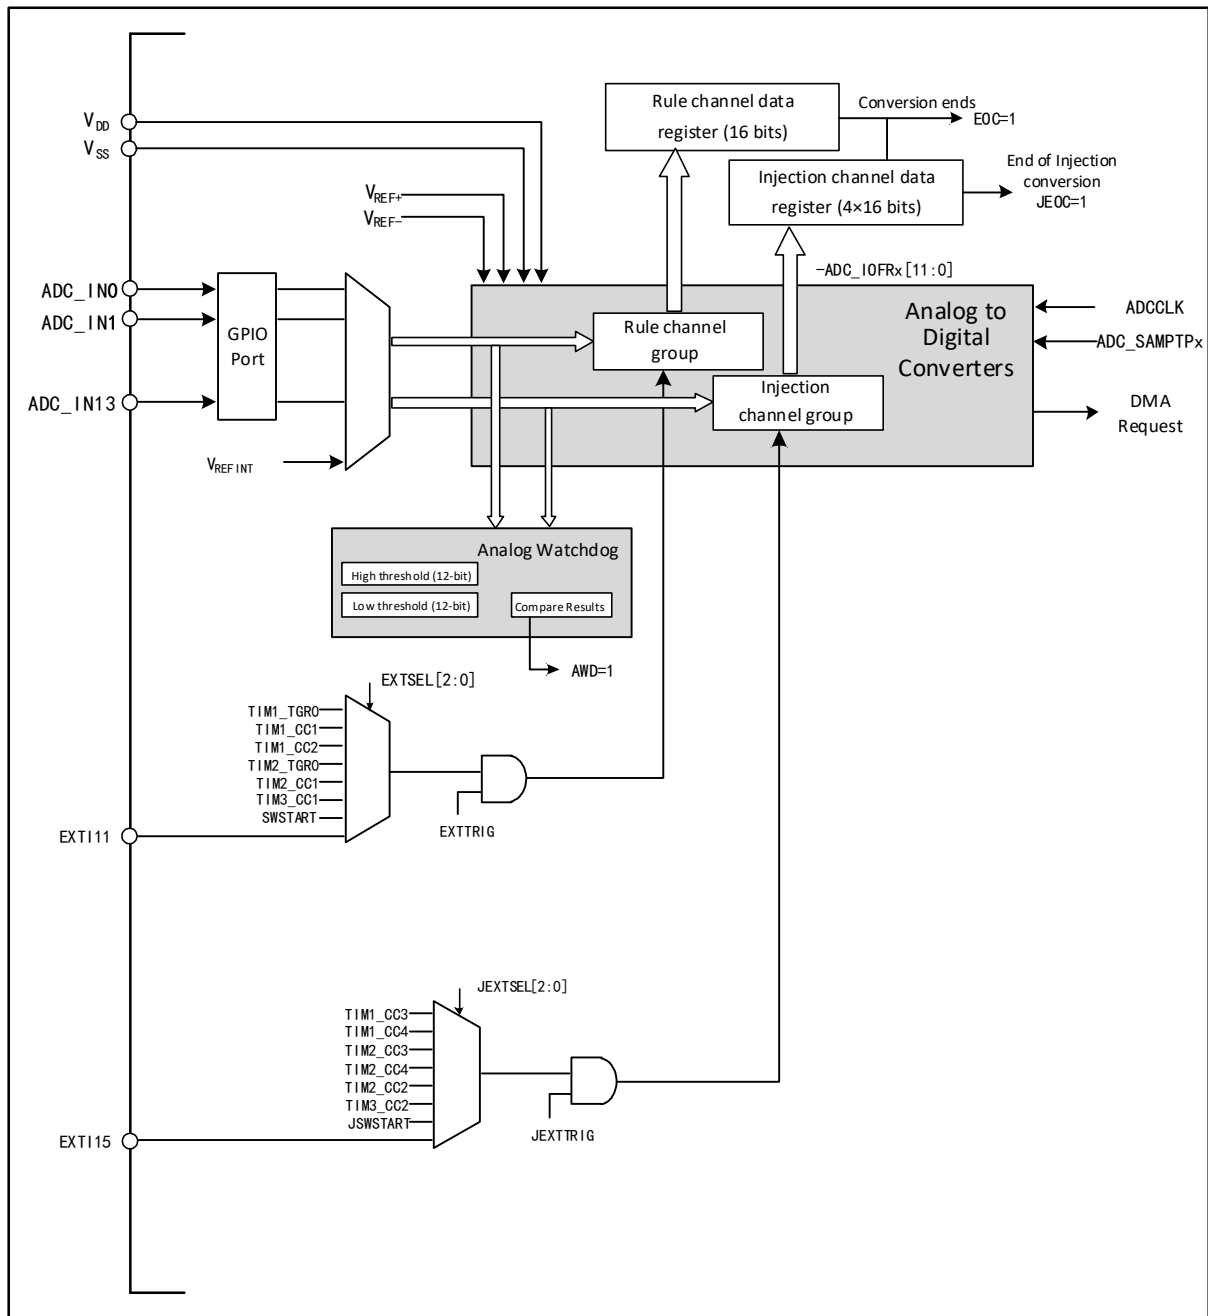 Rule channel data
register (16 bits)
Conversion ends
EOC=1
VDD
VSS
Injection channel data
register (4×16 bits)
End of Injection
conversion
JEOC=1
VREF+
VREF-
-ADC_IOFRx[11:0]
ADC_IN0
ADC_IN1
ADC_IN13
GPIO
Port
VREFINT
Rule channel
group
Injection
channel group
Analog to
Digital
Converters
ADCCLK
ADC_SAMPTPx
DMA
Request
Analog Watchdog
High threshold (12-bit)
Low threshold (12-bit)
Compare Results
AWD=1
EXTSEL[2:0]
TIM1_TGRO
TIM1_CC1
TIM1_CC2
TIM2_TGRO
TIM2_CC1
TIM3_CC1
SWSTART
EXTI11
EXTTRIG
JEXTSEL[2:0]
TIM1_CC3
TIM1_CC4
TIM2_CC3
TIM2_CC4
TIM2_CC2
TIM3_CC2
JSWSTART
EXTI15
JEXTTRIG